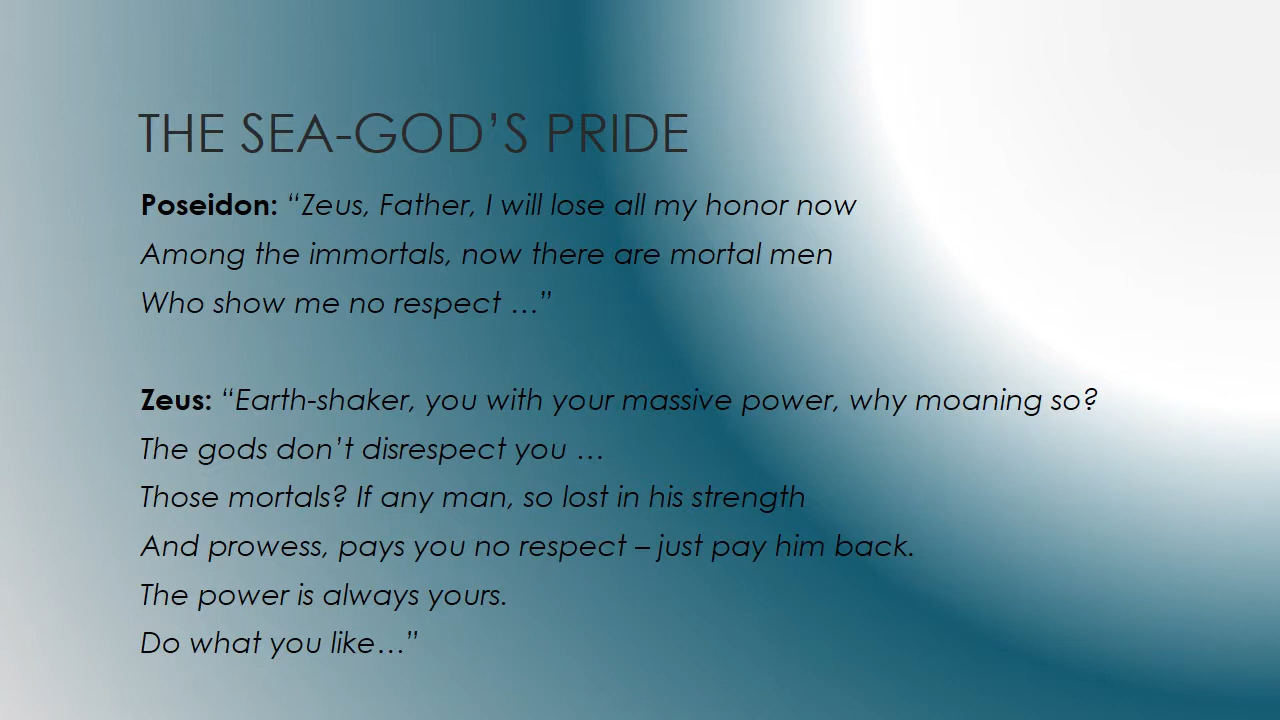 THE SEA-GOD’S PRIDE
Poseidon: “Zeus, Father, I will lose all my honor now
Among the immortals, now there are mortal men
Who show me no respect …”
Zeus: “Earth-shaker, you with your massive power, why moaning so?
The gods don’t disrespect you …
Those mortals? If any man, so lost in his strength
And prowess, pays you no respect – just pay him back.
The power is always yours.
Do what you like…”